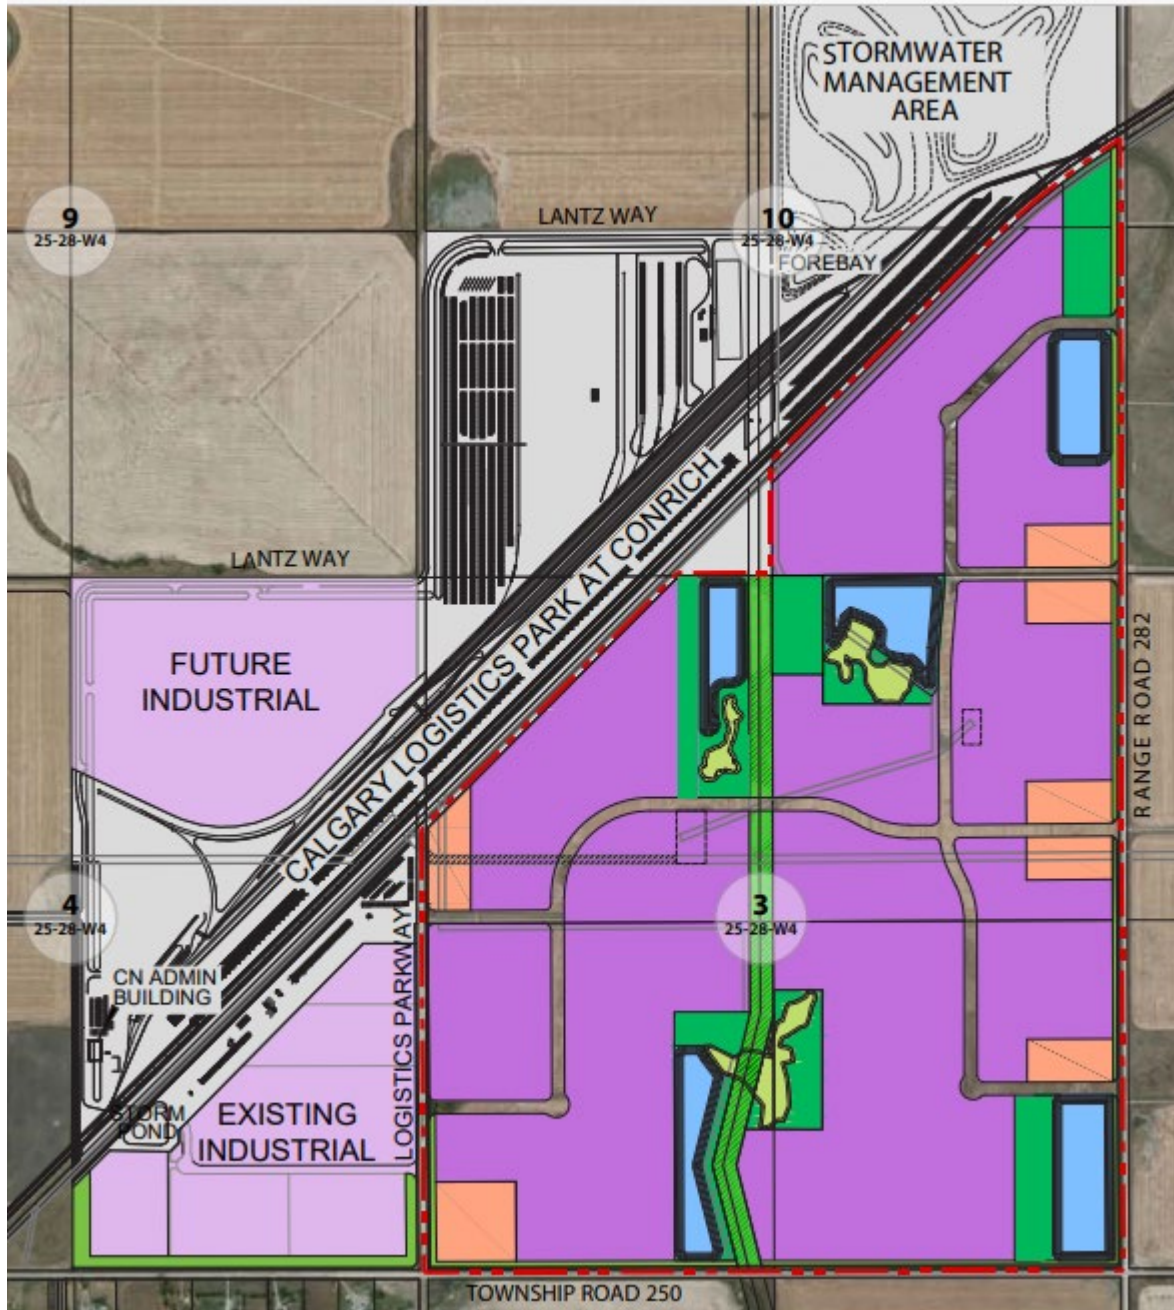 STORMWATER
MANAGEMENT
AREA
LANTZ WAY
9
25-28-W4
10
25-28-W4
FOREBAY
LANTZ WAY
CALGARY LOGISTICS PARK AT CONRICH
FUTURE
INDUSTRIAL
RANGE ROAD 282
4
25-28-W4
3
25-28-W4
CN ADMIN
BUILDING
LOGISTICS PARKWAY
STORM
POND
EXISTING
INDUSTRIAL
TOWNSHIP ROAD 250